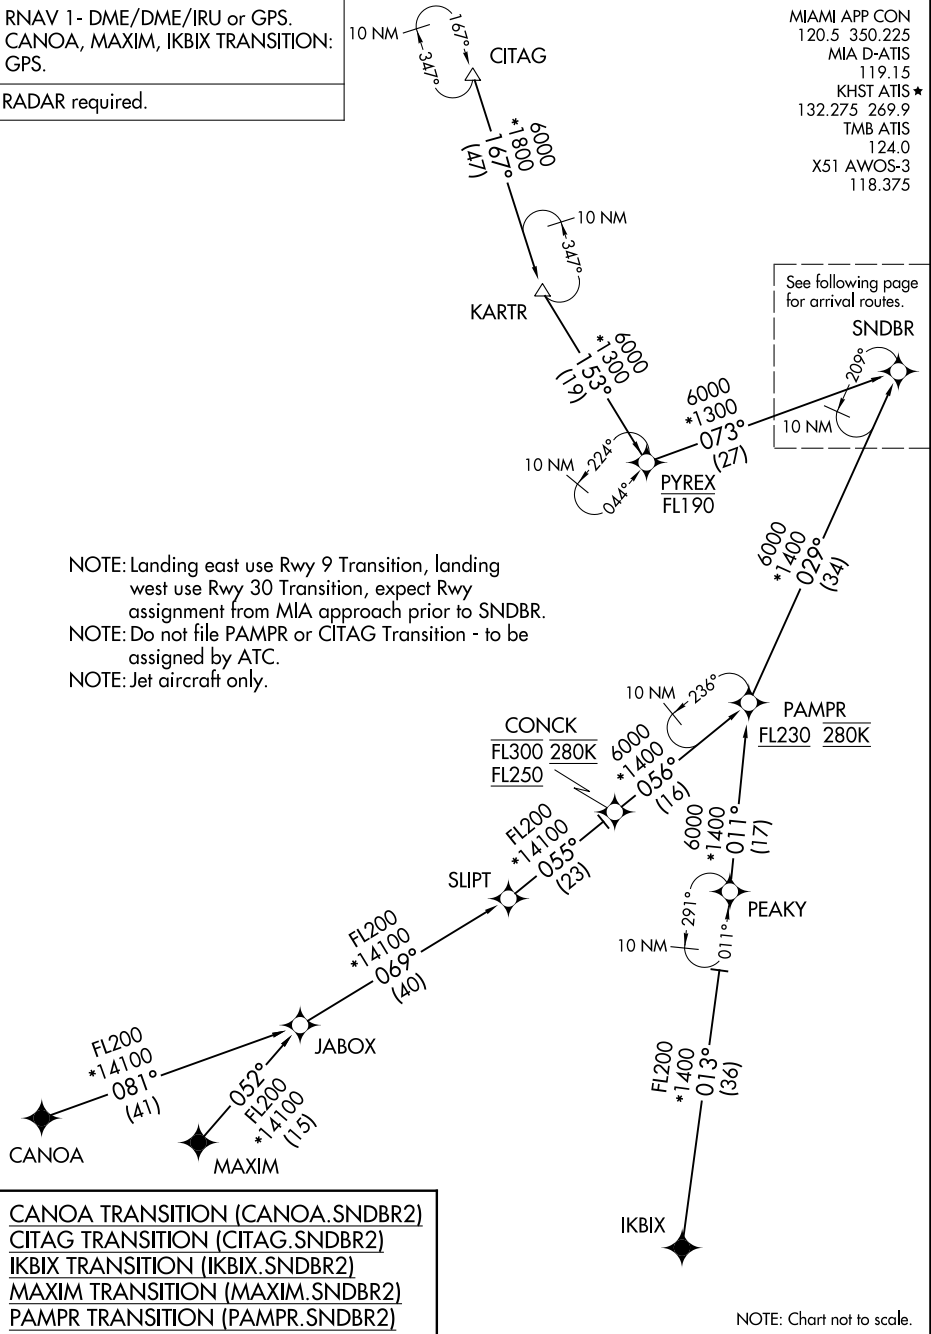 RNAV 1- DME/DME/IRU or GPS.
CANOA, MAXIM, IKBIX TRANSITION:
GPS.
RADAR required.
MIAMI APP CON
120.5 350.225
MIA D-ATIS
119.15
KHST ATIS ★
132.275 269.9
TMB ATIS
124.0
X51 AWOS-3
118.375
10 NM
167°
347°
CITAG
6000
*1800
167°
(47)
10 NM
347°
KARTR
6000
*1300
153°
(19)
See following page
for arrival routes.
SNDBR
209°
10 NM
6000
*1300
073°
(27)
10 NM
224°
044°
PYREX
FL190
6000
*1400
029°
(34)
NOTE: Landing east use Rwy 9 Transition, landing
west use Rwy 30 Transition, expect Rwy
assignment from MIA approach prior to SNDBR.
NOTE: Do not file PAMPR or CITAG Transition - to be
assigned by ATC.
NOTE: Jet aircraft only.
10 NM
236°
PAMPR
FL230 280K
CONCK
FL300 280K
FL250
6000
*1400
056°
(16)
6000
*1400
011°
(17)
FL200
*14100
055°
(23)
SLIPT
PEAKY
291°
011°
10 NM
FL200
*14100
069°
(40)
JABOX
FL200
*14100
081°
(41)
052°
FL200
*14100
(15)
FL200
*1400
013°
(36)
CANOA
MAXIM
IKBIX
CANOA TRANSITION (CANOA.SNDBR2)
CITAG TRANSITION (CITAG.SNDBR2)
IKBIX TRANSITION (IKBIX.SNDBR2)
MAXIM TRANSITION (MAXIM.SNDBR2)
PAMPR TRANSITION (PAMPR.SNDBR2)
NOTE: Chart not to scale.